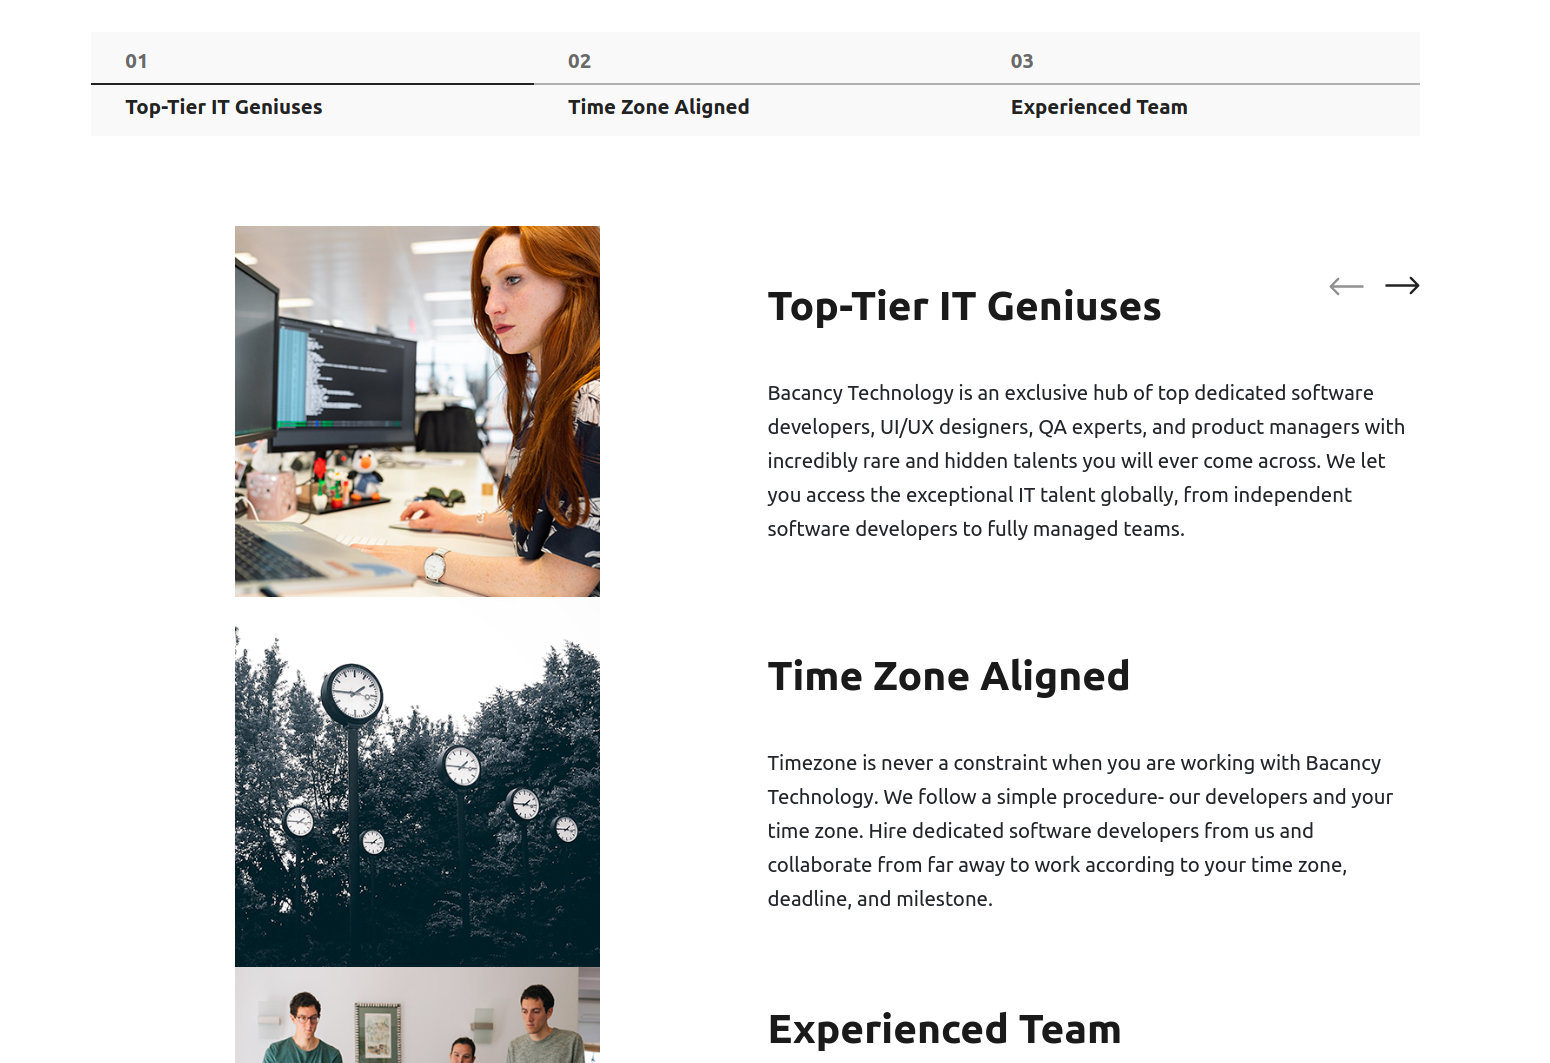 01
02
03
Top-Tier IT Geniuses
Time Zone Aligned
Experienced Team
Top-Tier IT Geniuses
Bacancy Technology is an exclusive hub of top dedicated software
developers, UI/UX designers, QA experts, and product managers with
incredibly rare and hidden talents you will ever come across. We let
you access the exceptional IT talent globally, from independent
software developers to fully managed teams.
Time Zone Aligned
Timezone is never a constraint when you are working with Bacancy
Technology. We follow a simple procedure- our developers and your
time zone. Hire dedicated software developers from us and
collaborate from far away to work according to your time zone,
deadline, and milestone.
Experienced Team